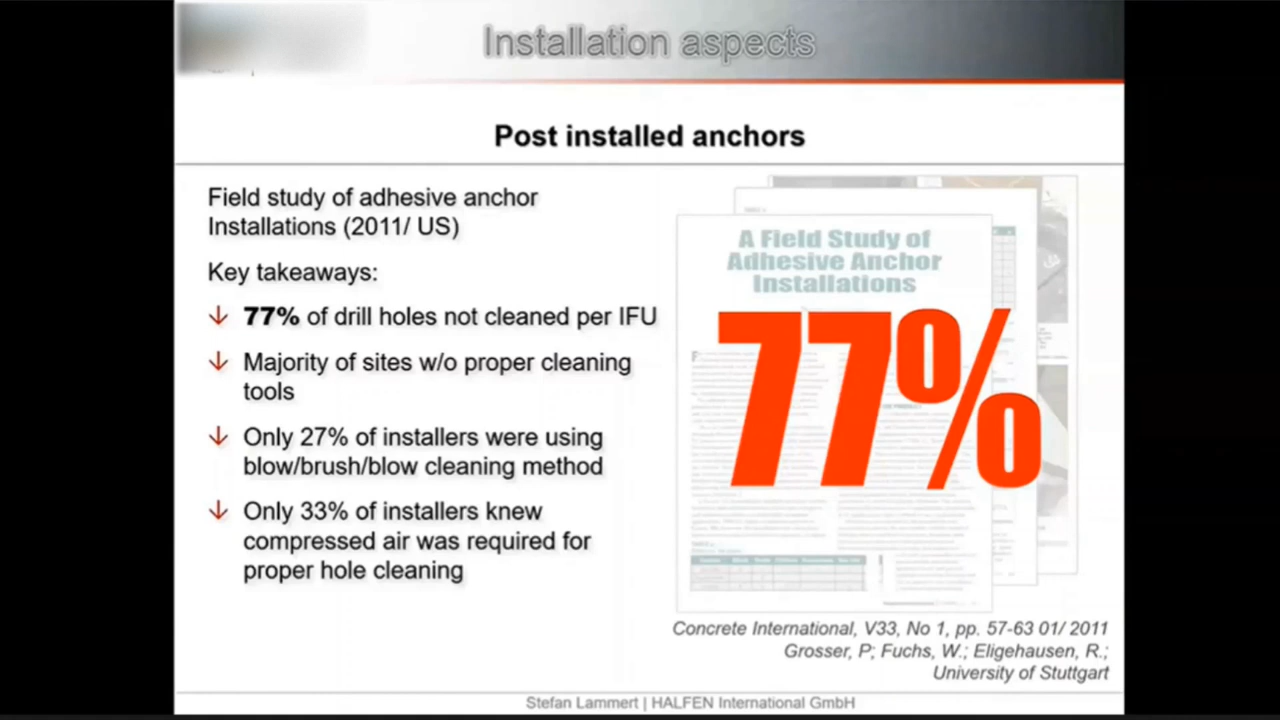 Installation aspects
Post installed anchors
Field study of adhesive anchor
Installations (2011/ US)
Key takeaways:
77% of drill holes not cleaned per IFU
Majority of sites w/o proper cleaning
tools
Only 27% of installers were using
blow/brush/blow cleaning method
Only 33% of installers knew
compressed air was required for
proper hole cleaning
A Field Study of
Adhesive Anchor
Installations
77%
Concrete International, V33, No 1, pp. 57-63 01/ 2011
Grosser, P; Fuchs, W.; Eligehausen, R.;
University of Stuttgart
Stefan Lammert | HALFEN International GmbH